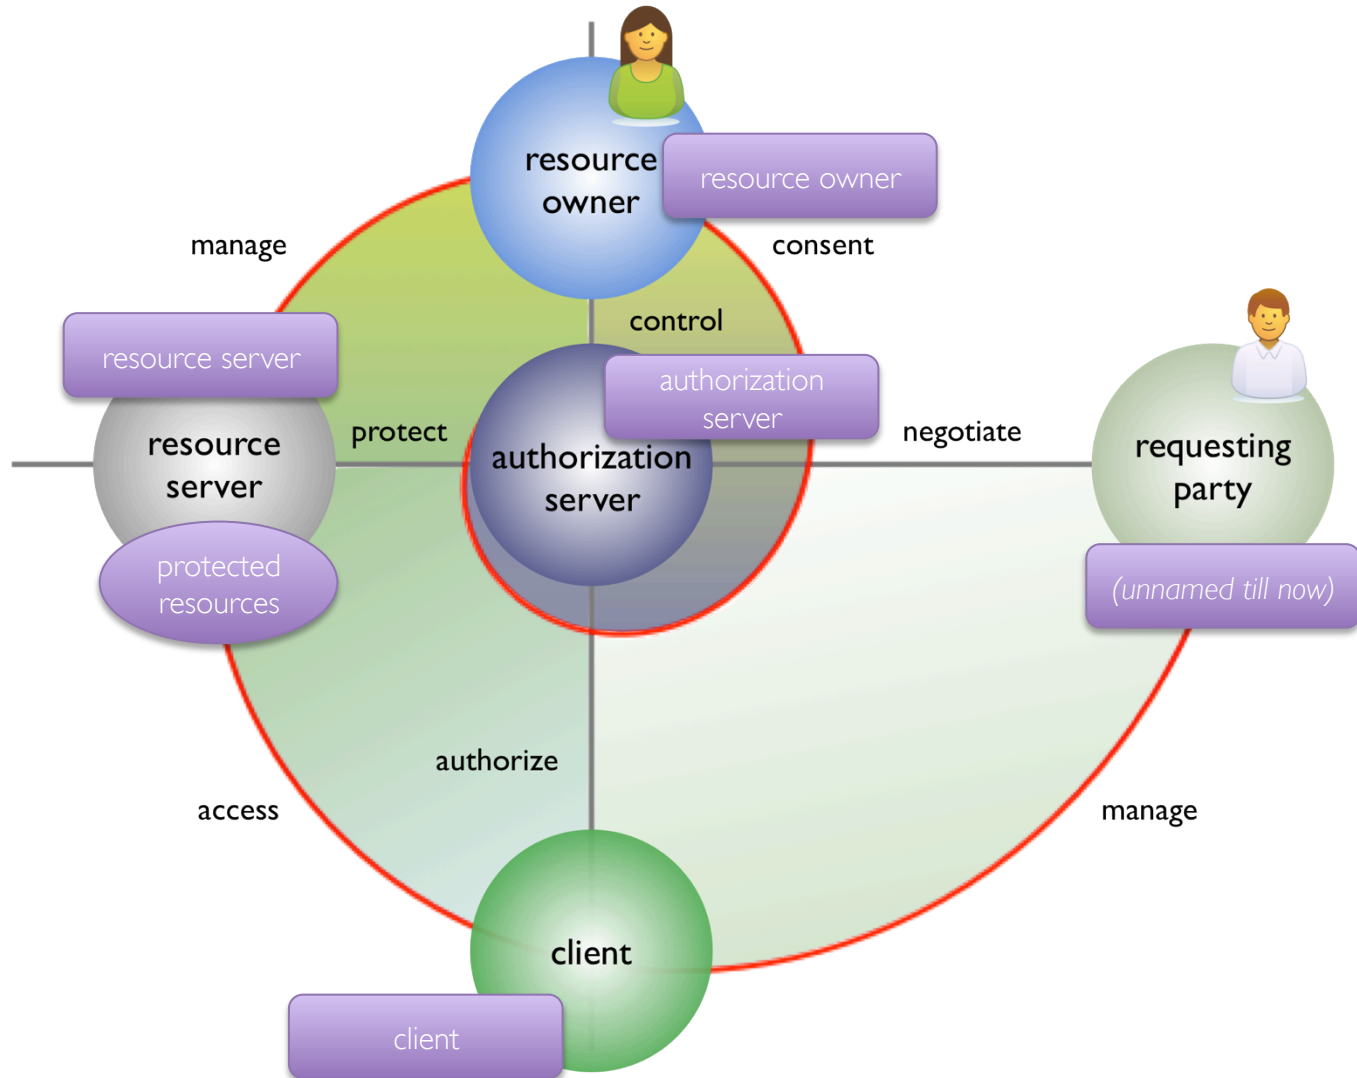 resource
owner
resource owner
manage
consent
control
resource server
authorization
server
protect
negotiate
resource
server
authorization
server
requesting
party
protected
resources
(unnamed till now)
authorize
access
manage
client
client